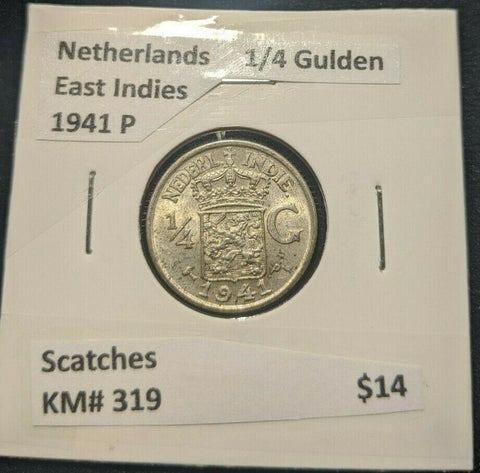 Netherlands 1/4 Gulden
East Indies
1941 P
NEDERL INDIE
1/4 G
1941
Scatches
KM# 319 $14